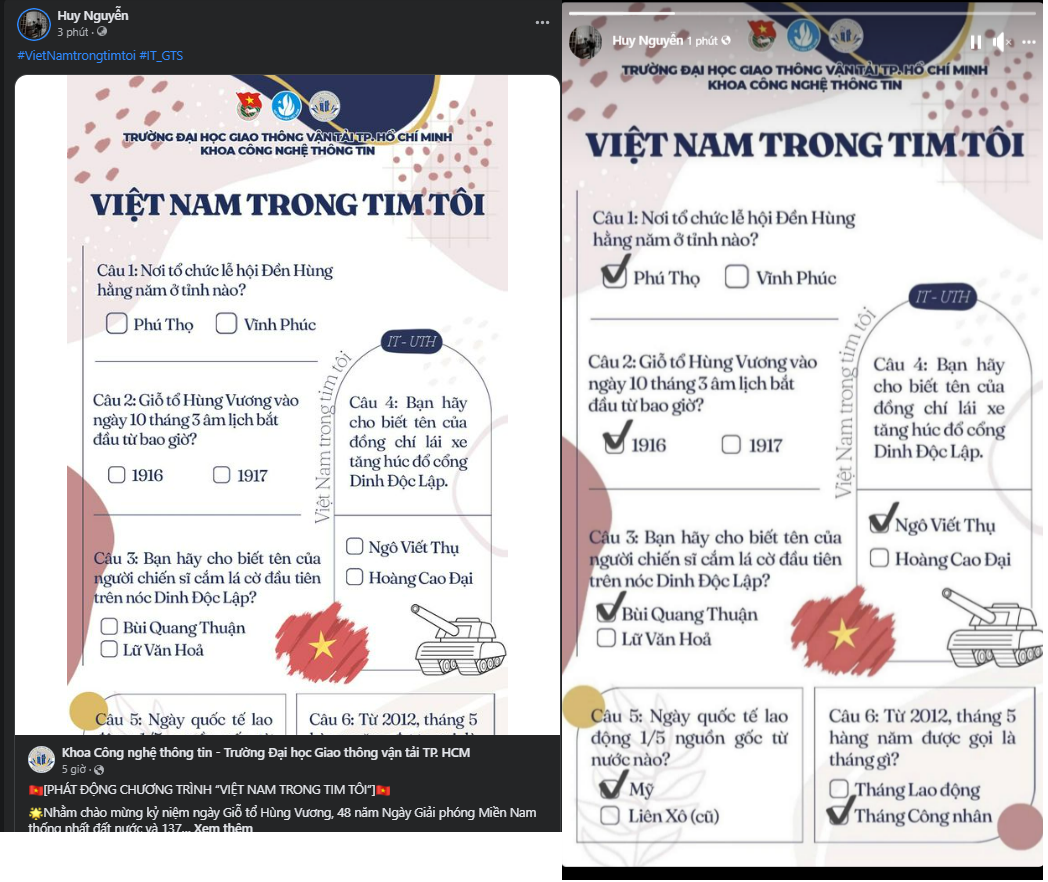 Huy Nguyễn
3 phút ·
#VietNamtrongtimtoi #IT_GTS
TRƯỜNG ĐẠI HỌC GIAO THÔNG VẬN TẢI TP. HỒ CHÍ MINH
KHOA CÔNG NGHỆ THÔNG TIN
VIỆT NAM TRONG TIM TÔI
Câu 1: Nơi tổ chức lễ hội Đền Hùng
hằng năm ở tỉnh nào?
Phú Thọ
Vĩnh Phúc
Câu 2: Giỗ tổ Hùng Vương vào
ngày 10 tháng 3 âm lịch bắt
đầu từ bao giờ?
1916
1917
Câu 3: Bạn hãy cho biết tên của
người chiến sĩ cắm lá cờ đầu tiên
trên nóc Dinh Độc Lập?
Bùi Quang Thuận
Lữ Văn Hoả
IT - UTH
Việt Nam trong tim tôi
Câu 4: Bạn hãy
cho biết tên của
đồng chí lái xe
tăng húc đổ cổng
Dinh Độc Lập.
Ngô Viết Thụ
Hoàng Cao Đại
Câu 5: Ngày quốc tế lao
Câu 6: Từ 2012, tháng 5
Khoa Công nghệ thông tin - Trường Đại học Giao thông vận tải TP. HCM
5 giờ ·
[PHÁT ĐỘNG CHƯƠNG TRÌNH “VIỆT NAM TRONG TIM TÔI”]
Nhằm chào mừng kỷ niệm ngày Giỗ tổ Hùng Vương, 48 năm Ngày Giải phóng Miền Nam
thống nhất đất nước và 137... Xem thêm
Huy Nguyễn 1 phút
TRƯỜNG ĐẠI HỌC GIAO THÔNG VẬN TẢI TP. HỒ CHÍ MINH
KHOA CÔNG NGHỆ THÔNG TIN
VIỆT NAM TRONG TIM TÔI
Câu 1: Nơi tổ chức lễ hội Đền Hùng
hằng năm ở tỉnh nào?
Phú Thọ
Vĩnh Phúc
Câu 2: Giỗ tổ Hùng Vương vào
ngày 10 tháng 3 âm lịch bắt
đầu từ bao giờ?
1916
1917
Câu 3: Bạn hãy cho biết tên của
người chiến sĩ cắm lá cờ đầu tiên
trên nóc Dinh Độc Lập?
Bùi Quang Thuận
Lữ Văn Hoả
IT - UTH
Việt Nam trong tim tôi
Câu 4: Bạn hãy
cho biết tên của
đồng chí lái xe
tăng húc đổ cổng
Dinh Độc Lập.
Ngô Viết Thụ
Hoàng Cao Đại
Câu 5: Ngày quốc tế lao
động 1/5 nguồn gốc từ
nước nào?
Mỹ
Liên Xô (cũ)
Câu 6: Từ 2012, tháng 5
hàng năm được gọi là
tháng gì?
Tháng Lao động
Tháng Công nhân